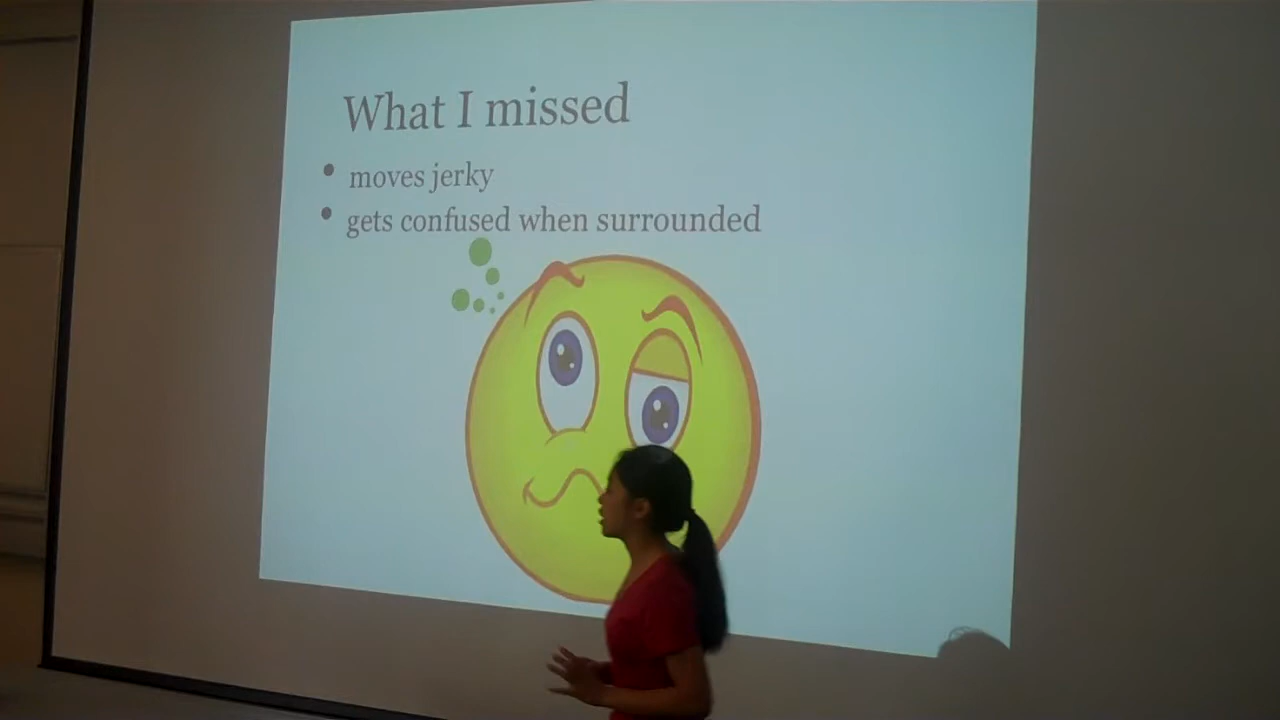 What I missed
• moves jerky
• gets confused when surrounded